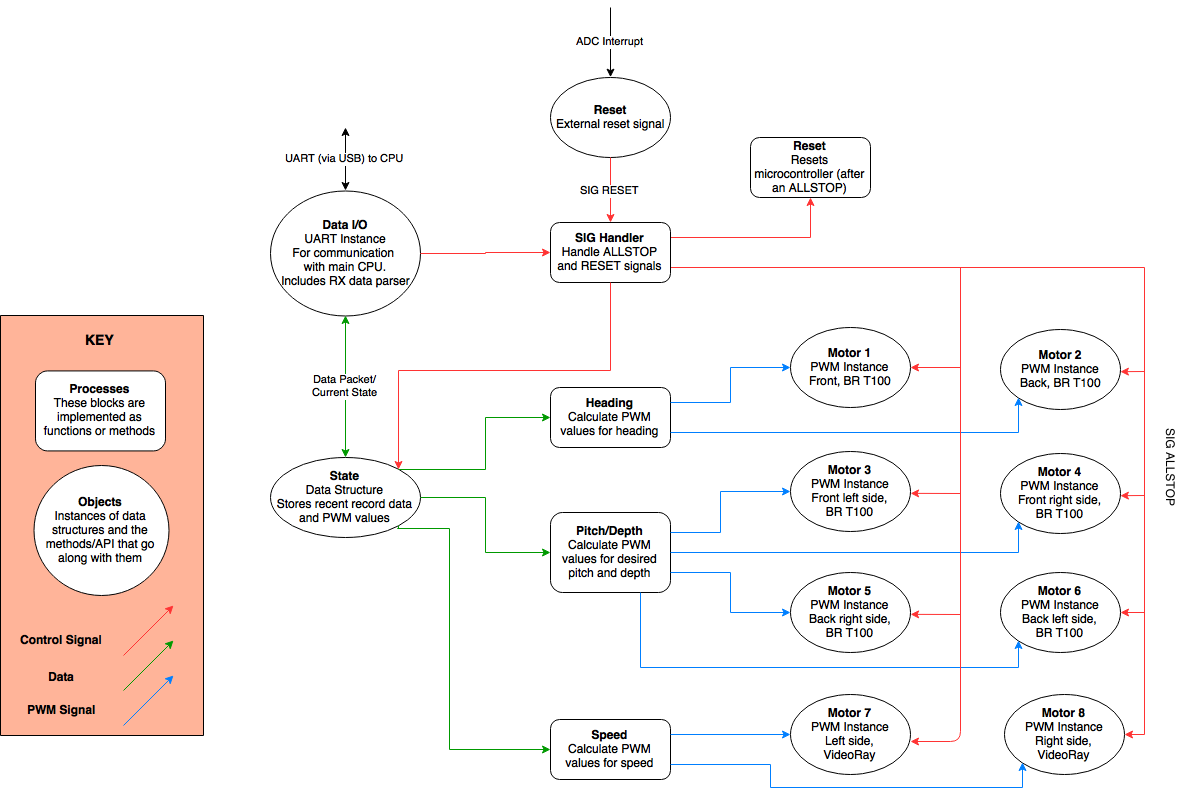 ADC Interrupt
Reset
External reset signal
SIG RESET
UART (via USB) to CPU
Data I/O
UART Instance
For communication
with main CPU.
Includes RX data parser
SIG Handler
Handle ALLSTOP
and RESET signals
Reset
Resets
microcontroller (after
an ALLSTOP)
KEY
Processes
These blocks are
implemented as
functions or methods
Objects
Instances of data
structures and the
methods/API that go
along with them
Control Signal
Data
PWM Signal
Data Packet/
Current State
State
Data Structure
Stores recent record data
and PWM values
Heading
Calculate PWM
values for heading
Pitch/Depth
Calculate PWM
values for desired
pitch and depth
Speed
Calculate PWM
values for speed
Motor 1
PWM Instance
Front, BR T100
Motor 2
PWM Instance
Back, BR T100
Motor 3
PWM Instance
Front left side,
BR T100
Motor 4
PWM Instance
Front right side,
BR T100
Motor 5
PWM Instance
Back right side,
BR T100
Motor 6
PWM Instance
Back left side,
BR T100
Motor 7
PWM Instance
Left side,
VideoRay
Motor 8
PWM Instance
Right side,
VideoRay
SIG ALLSTOP